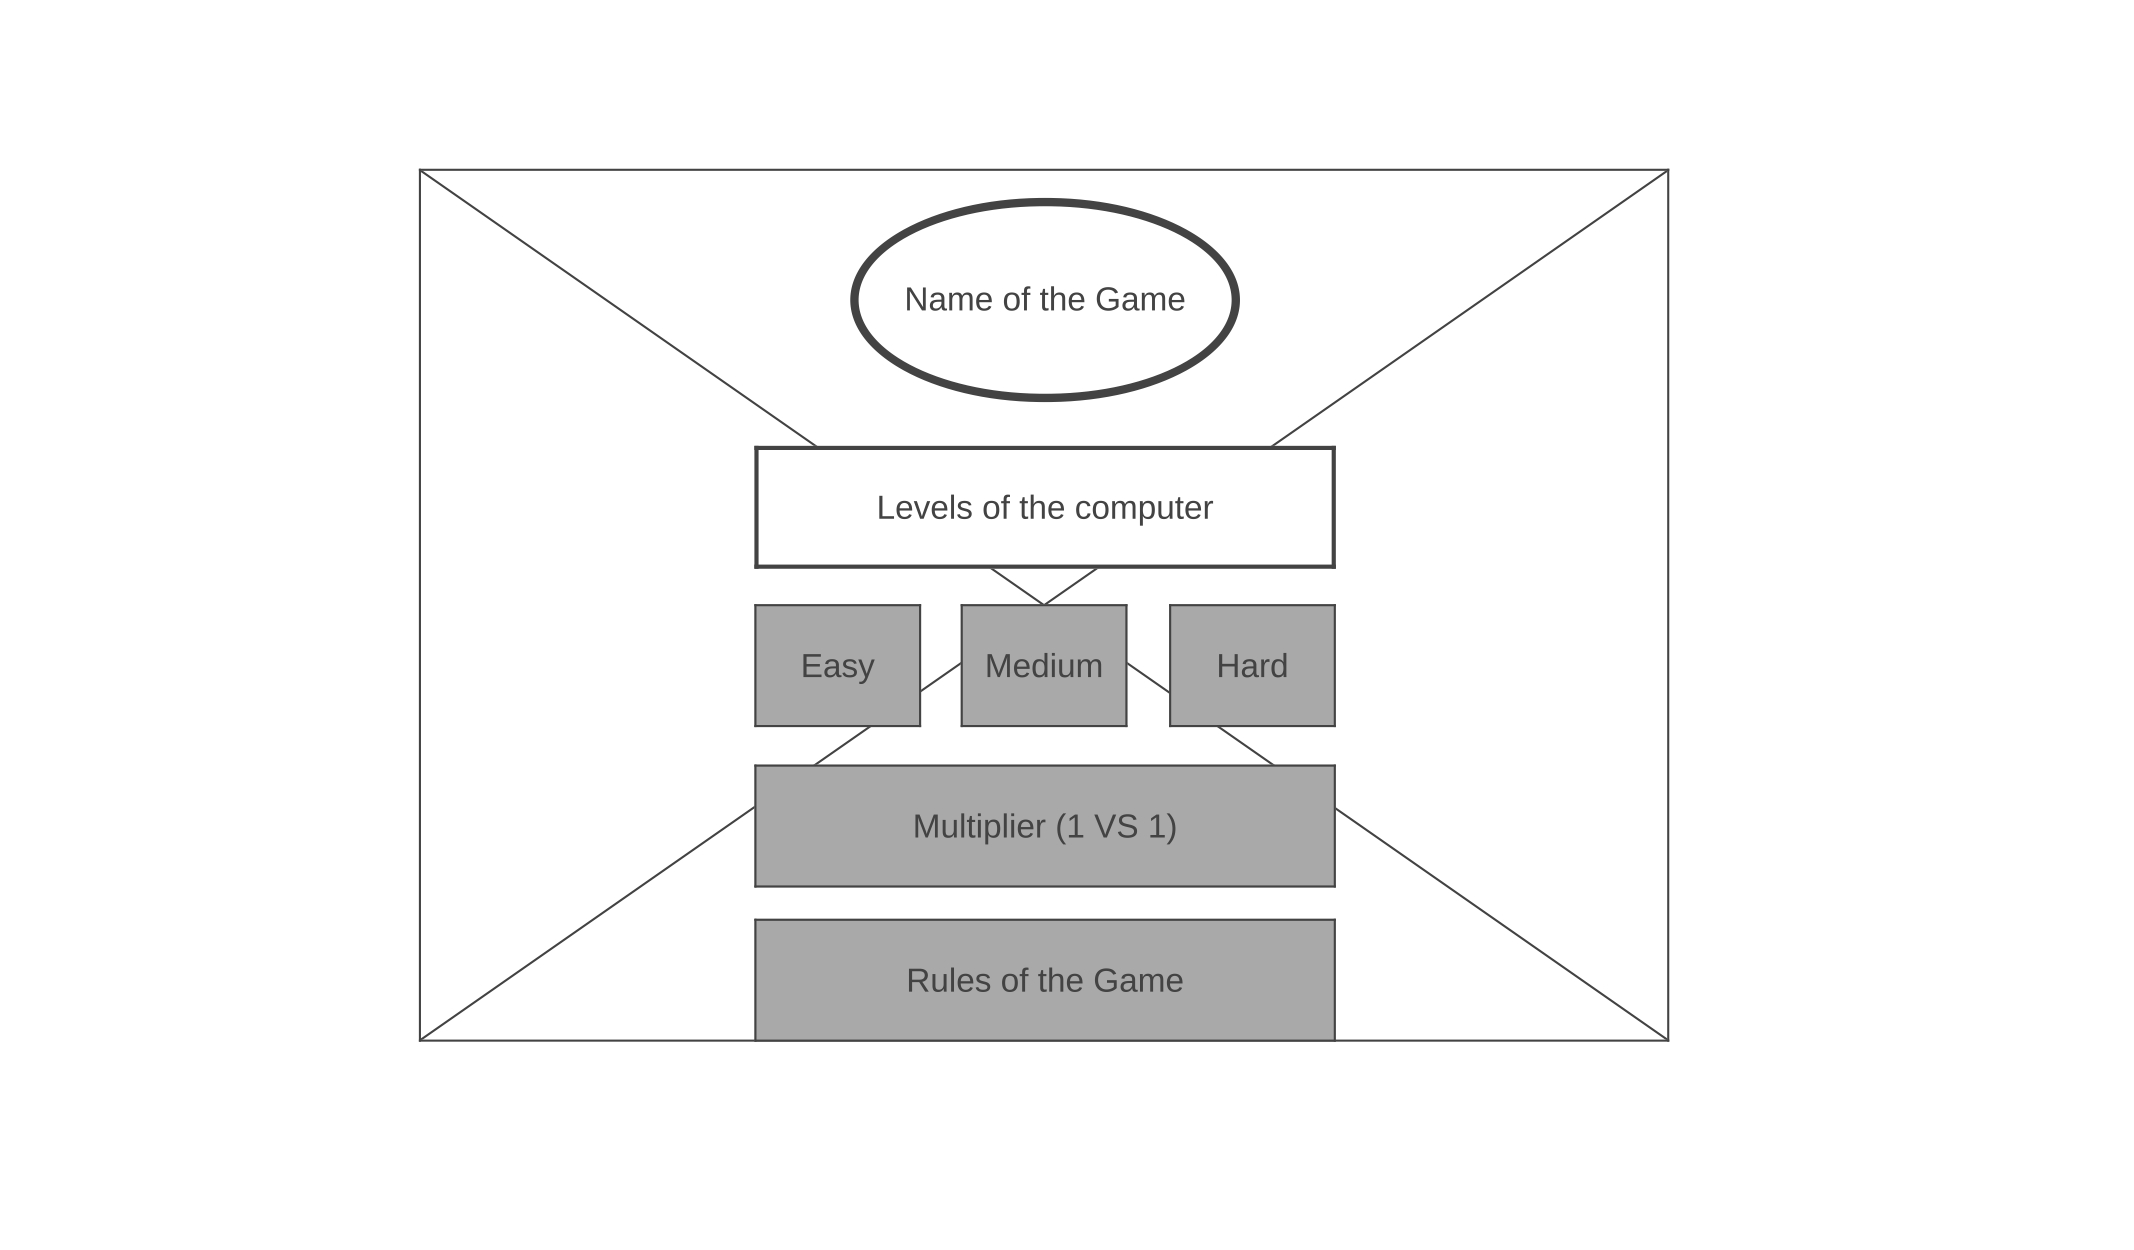 Name of the Game
Levels of the computer
Easy
Medium
Hard
Multiplier (1 VS 1)
Rules of the Game